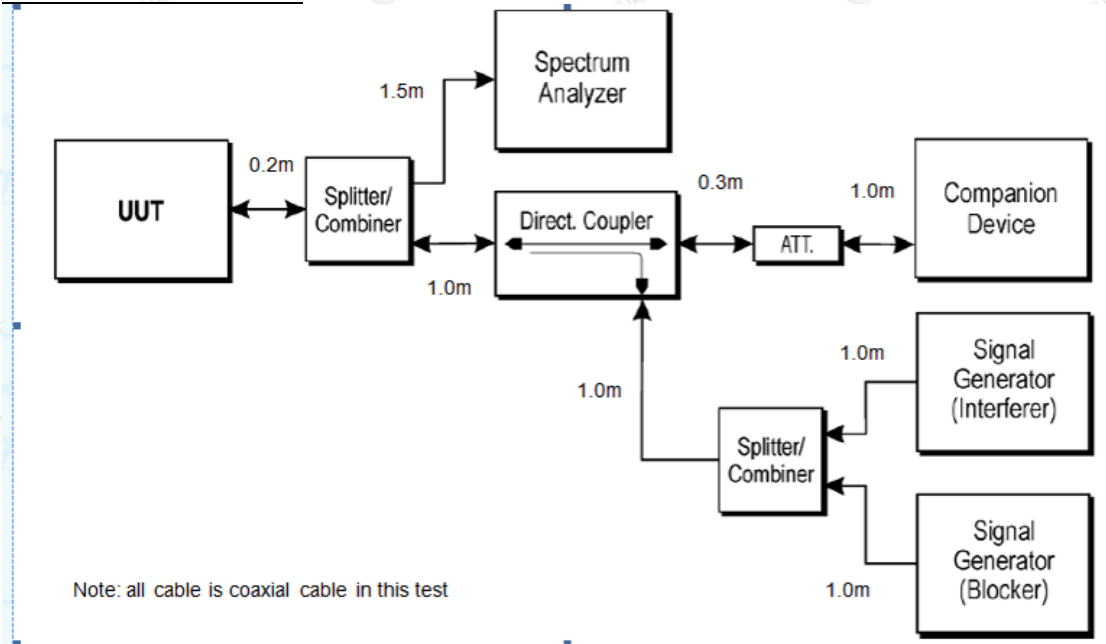 Spectrum
Analyzer
1.5m
UUT
0.2m
Splitter/
Combiner
Direct. Coupler
0.3m
ATT.
1.0m
Companion
Device
1.0m
1.0m
Signal
Generator
(Interferer)
1.0m
Splitter/
Combiner
Signal
Generator
(Blocker)
1.0m
Note: all cable is coaxial cable in this test